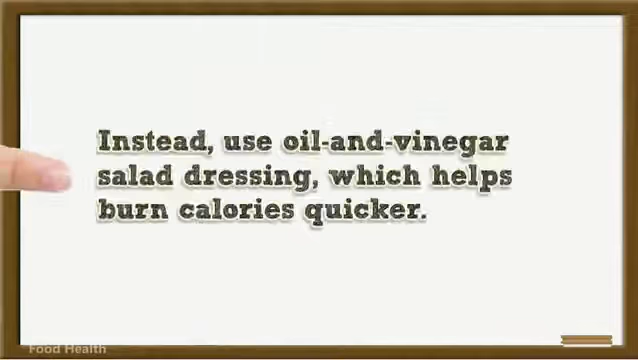 Instead, use oil-and-vinegar
salad dressing, which helps
burn calories quicker.
Food Health